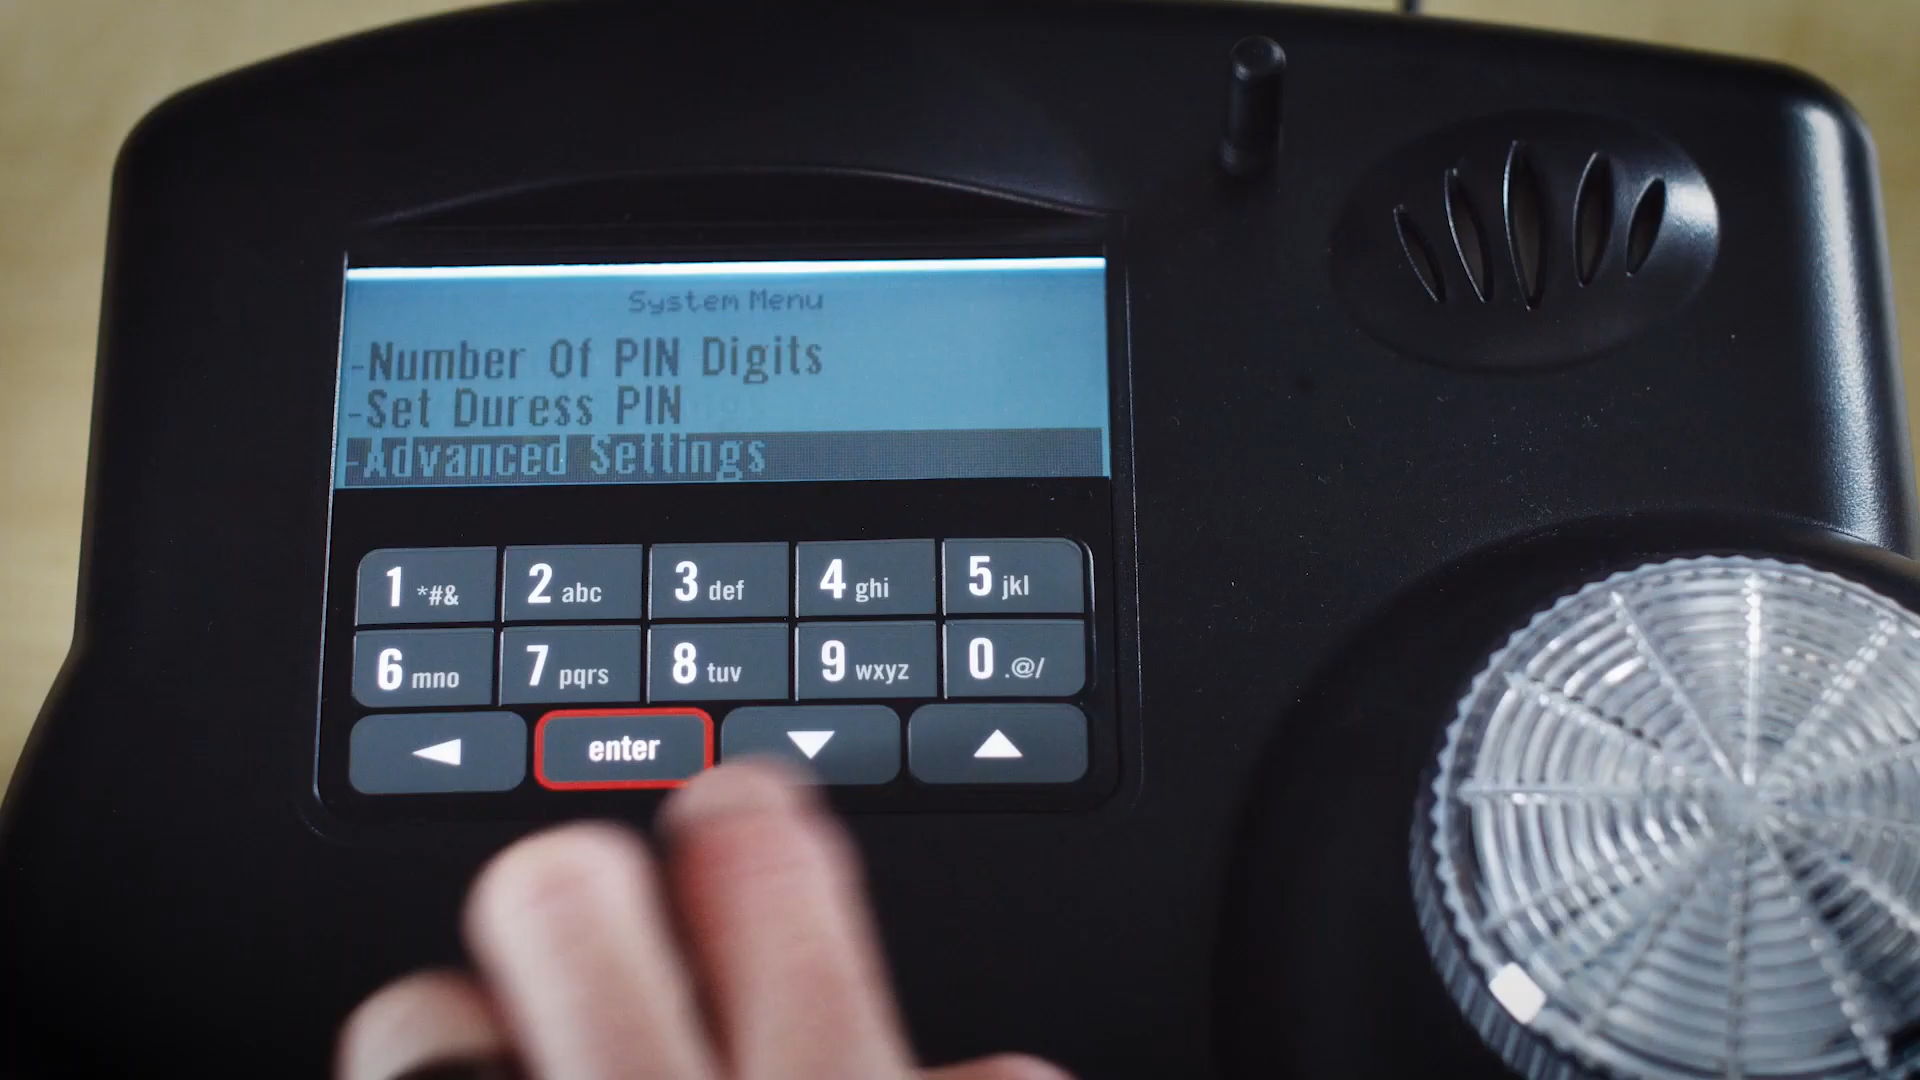 System Menu
-Number Of PIN Digits
-Set Duress PIN
-Advanced Settings
1 *#& 2 abc 3 def 4 ghi 5 jkl
6 mno 7 pqrs 8 tuv 9 wxyz 0 .@/
enter